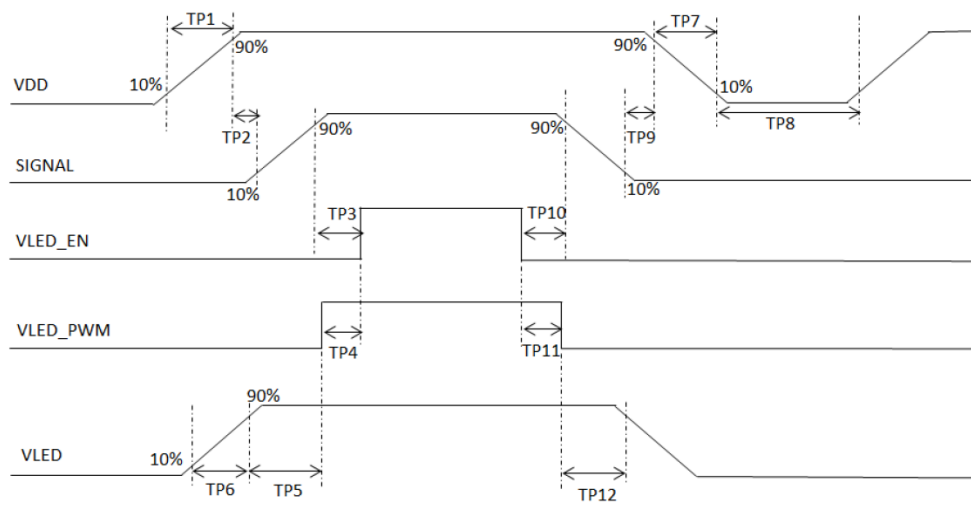 TP1
TP7
90%
90%
10%
10%
VDD
TP8
TP2
90%
90%
TP9
SIGNAL
10%
10%
TP3
TP10
VLED_EN
VLED_PWM
TP4
TP11
90%
VLED
10%
TP6
TP5
TP12